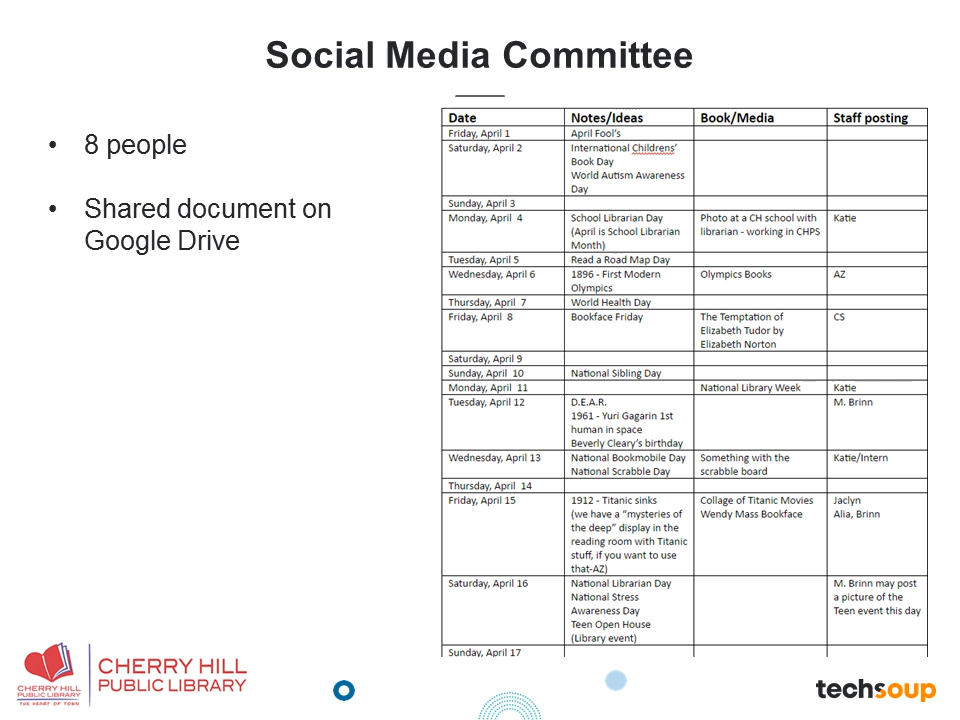 Social Media Committee
• 8 people
• Shared document on
Google Drive
Date Notes/Ideas Book/Media Staff posting
Friday, April 1 April Fool's
Saturday, April 2 International Childrens'
Book Day
World Autism Awareness
Day
Sunday, April 3
Monday, April 4 School Librarian Day Photo at a CH school with Katie
(April is School Librarian librarian - working in CHPS
Month)
Tuesday, April 5 Read a Road Map Day
Wednesday, April 6 1896 - First Modern Olympics Books AZ
Olympics
Thursday, April 7 World Health Day
Friday, April 8 Bookface Friday The Temptation of CS
Elizabeth Tudor by
Elizabeth Norton
Saturday, April 9
Sunday, April 10 National Sibling Day
Monday, April 11 National Library Week Katie
Tuesday, April 12 D.E.A.R. M. Brinn
1961 - Yuri Gagarin 1st
human in space
Beverly Cleary's birthday
Wednesday, April 13 National Bookmobile Day Something with the Katie/Intern
National Scrabble Day scrabble board
Thursday, April 14
Friday, April 15 1912 - Titanic sinks Collage of Titanic Movies Jaclyn
(we have a "mysteries of Wendy Mass Bookface Alia, Brinn
the deep" display in the
reading room with Titanic
stuff, if you want to use
that-AZ)
Saturday, April 16 National Librarian Day M. Brinn may post
National Stress a picture of the
Awareness Day Teen event this day
Teen Open House
(Library event)
Sunday, April 17
CHERRY HILL
PUBLIC LIBRARY
THE HEART OF TOWN
CHERRY HILL
PUBLIC LIBRARY
techsoup